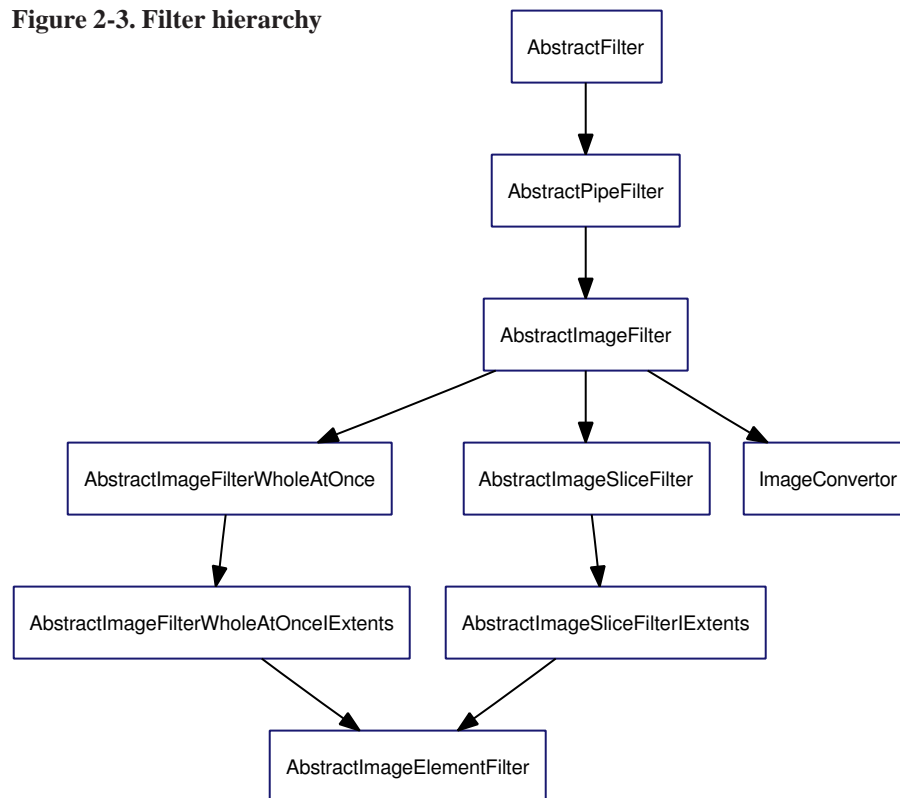 Figure 2-3. Filter hierarchy
AbstractFilter
AbstractPipeFilter
AbstractImageFilter
AbstractImageFilterWholeAtOnce
AbstractImageSliceFilter
ImageConvertor
AbstractImageFilterWholeAtOnceIExtents
AbstractImageSliceFilterIExtents
AbstractImageElementFilter